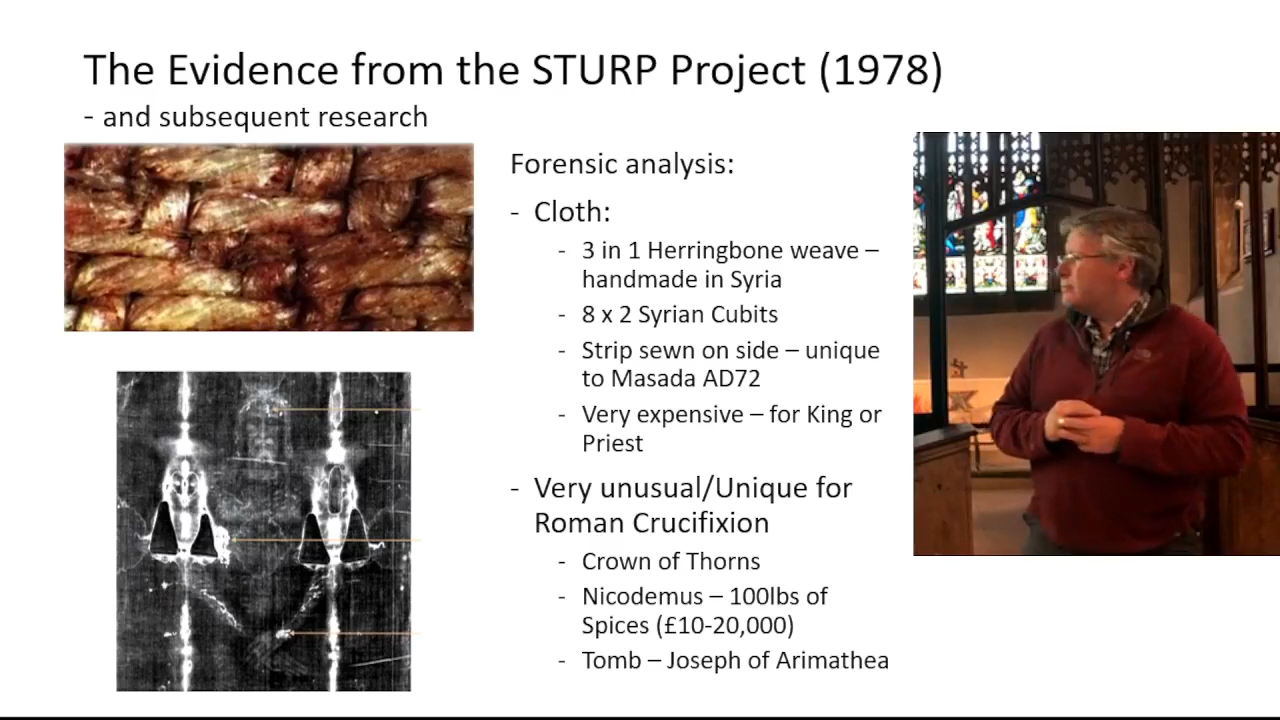 The Evidence from the STURP Project (1978)
- and subsequent research
Forensic analysis:
- Cloth:
- 3 in 1 Herringbone weave –
handmade in Syria
- 8 x 2 Syrian Cubits
- Strip sewn on side – unique
to Masada AD72
- Very expensive – for King or
Priest
- Very unusual/Unique for
Roman Crucifixion
- Crown of Thorns
- Nicodemus – 100lbs of
Spices (£10-20,000)
- Tomb – Joseph of Arimathea